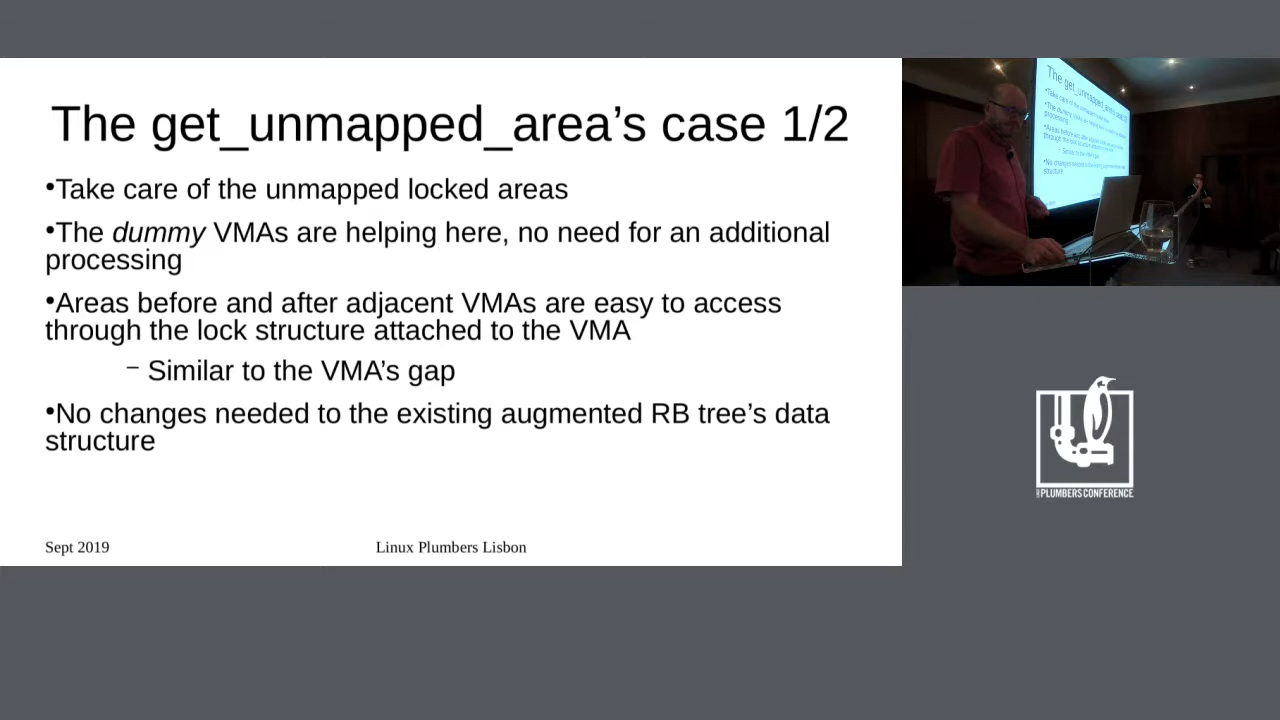 The get_unmapped_area’s case 1/2
•Take care of the unmapped locked areas
•The dummy VMAs are helping here, no need for an additional
processing
•Areas before and after adjacent VMAs are easy to access
through the lock structure attached to the VMA
– Similar to the VMA’s gap
•No changes needed to the existing augmented RB tree’s data
structure
Sept 2019
Linux Plumbers Lisbon
PLUMBERS CONFERENCE